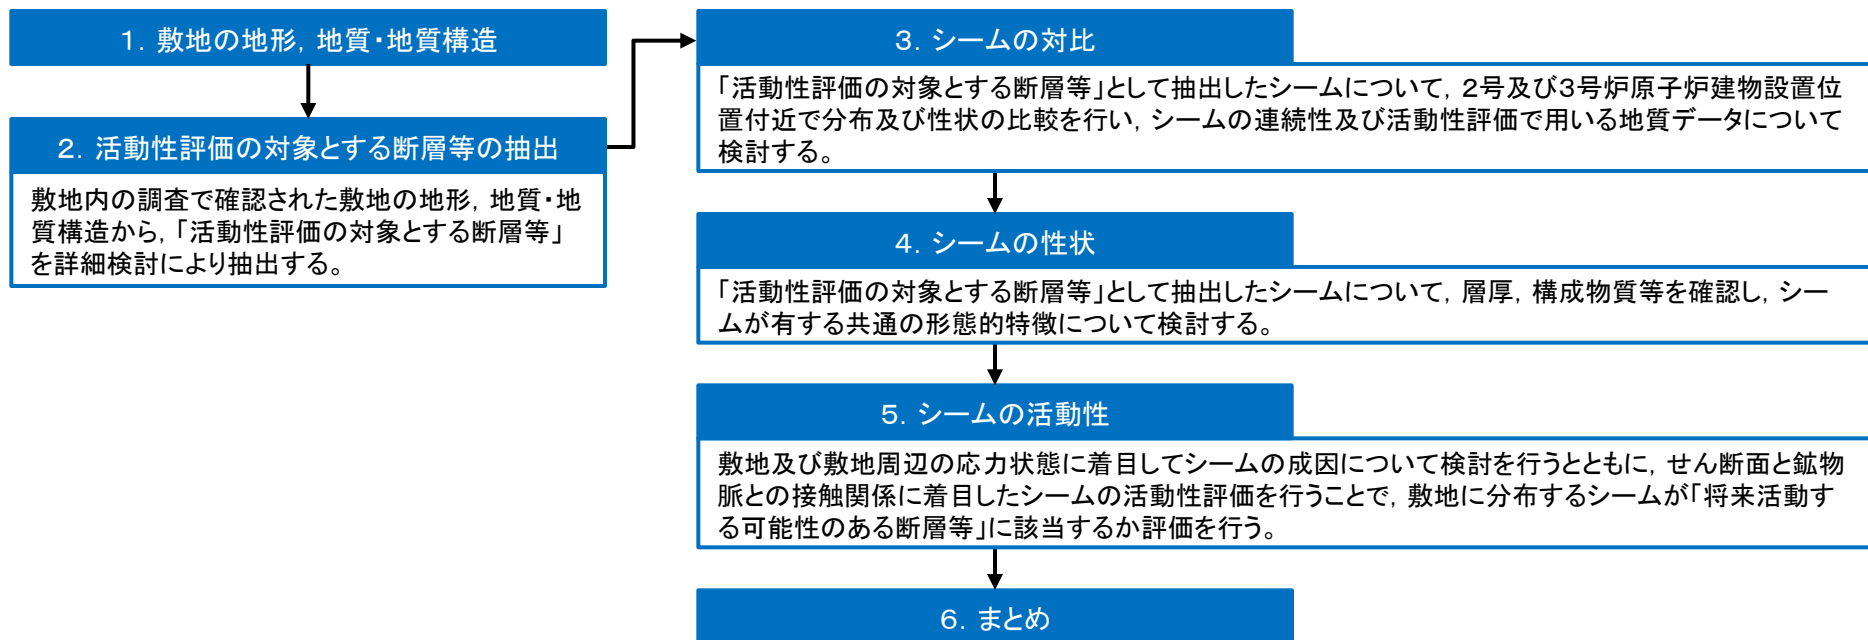 1．敷地の地形，地質・地質構造
2．活動性評価の対象とする断層等の抽出
敷地内の調査で確認された敷地の地形，地質・地
質構造から，「活動性評価の対象とする断層等」
を詳細検討により抽出する。
3．シームの対比
「活動性評価の対象とする断層等」として抽出したシームについて，2号及び3号炉原子炉建物設置位
置付近で分布及び性状の比較を行い，シームの連続性及び活動性評価で用いる地質データについて
検討する。
4．シームの性状
「活動性評価の対象とする断層等」として抽出したシームについて，層厚，構成物質等を確認し，シー
ムが有する共通の形態的特徴について検討する。
5．シームの活動性
敷地及び敷地周辺の応力状態に着目してシームの成因について検討を行うとともに，せん断面と鉱物
脈との接触関係に着目したシームの活動性評価を行うことで，敷地に分布するシームが「将来活動す
る可能性のある断層等」に該当するか評価を行う。
6．まとめ